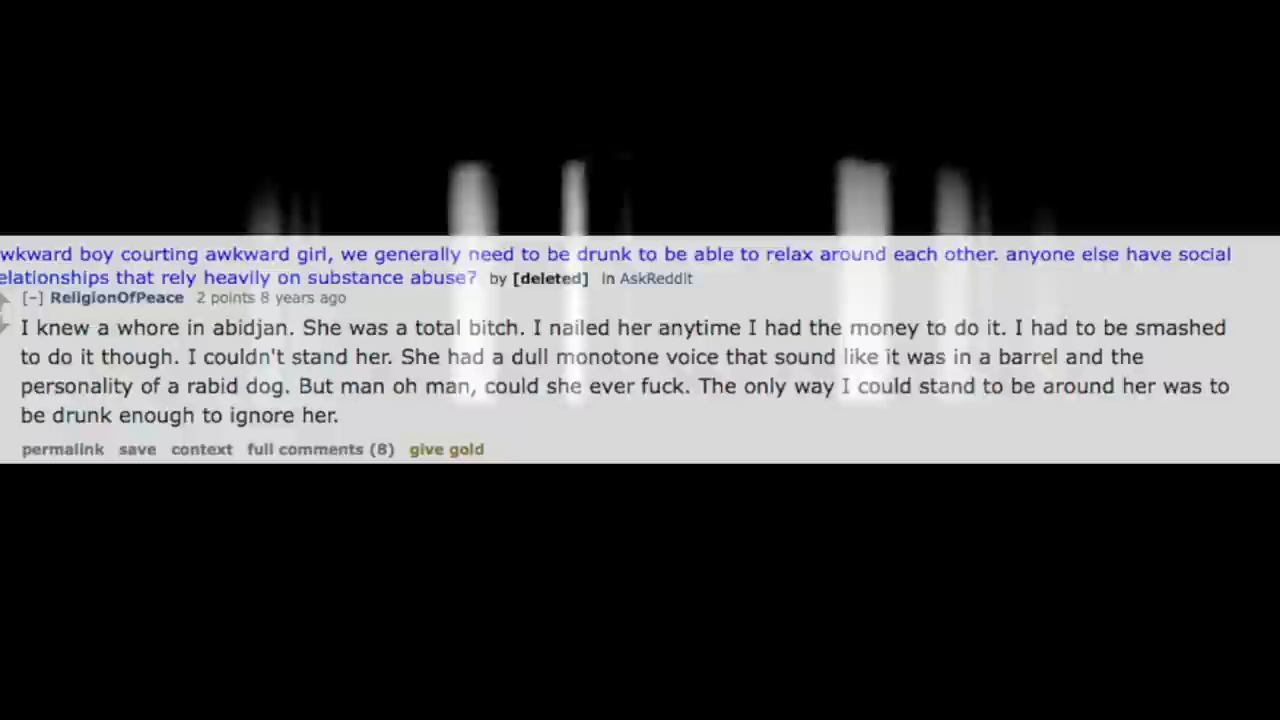 wkward boy courting awkward girl, we generally need to be drunk to be able to relax around each other. anyone else have social
elationships that rely heavily on substance abuse? by [deleted] in AskReddit
[–] ReligionOfPeace 2 points 8 years ago
I knew a whore in abidjan. She was a total bitch. I nailed her anytime I had the money to do it. I had to be smashed
to do it though. I couldn't stand her. She had a dull monotone voice that sound like it was in a barrel and the
personality of a rabid dog. But man oh man, could she ever fuck. The only way I could stand to be around her was to
be drunk enough to ignore her.
permalink save context full comments (8) give gold